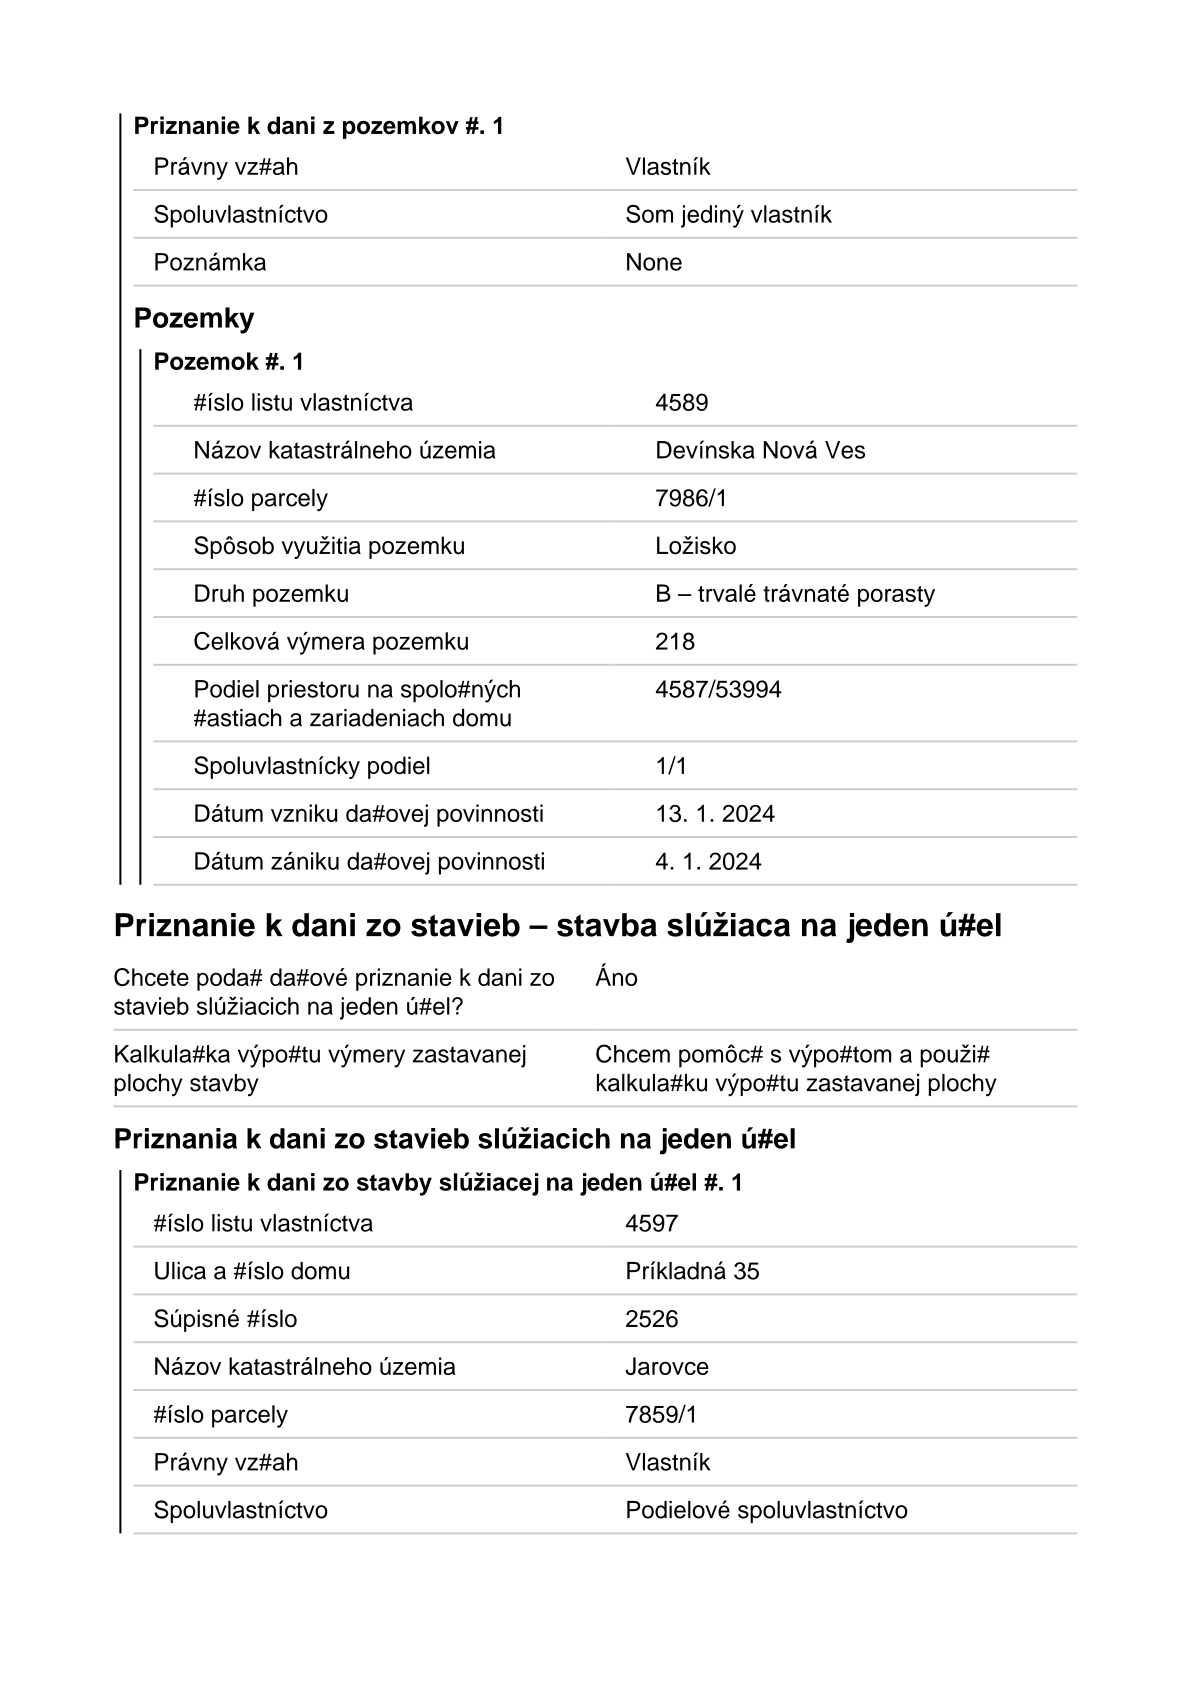 Priznanie k dani z pozemkov #. 1
Právny vz#ah Vlastník
Spoluvlastníctvo Som jediný vlastník
Poznámka None
Pozemky
Pozemok #. 1
#íslo listu vlastníctva 4589
Názov katastrálneho územia Devínska Nová Ves
#íslo parcely 7986/1
Spôsob využitia pozemku Ložisko
Druh pozemku B – trvalé trávnaté porasty
Celková výmera pozemku 218
Podiel priestoru na spolo#ných 4587/53994
#astiach a zariadeniach domu
Spoluvlastnícky podiel 1/1
Dátum vzniku da#ovej povinnosti 13. 1. 2024
Dátum zániku da#ovej povinnosti 4. 1. 2024
Priznanie k dani zo stavieb – stavba slúžiaca na jeden ú#el
Chcete poda# da#ové priznanie k dani zo Áno
stavieb slúžiacich na jeden ú#el?
Kalkula#ka výpo#tu výmery zastavanej Chcem pomôc# s výpo#tom a použi#
plochy stavby kalkula#ku výpo#tu zastavanej plochy
Priznania k dani zo stavieb slúžiacich na jeden ú#el
Priznanie k dani zo stavby slúžiacej na jeden ú#el #. 1
#íslo listu vlastníctva 4597
Ulica a #íslo domu Príkladná 35
Súpisné #íslo 2526
Názov katastrálneho územia Jarovce
#íslo parcely 7859/1
Právny vz#ah Vlastník
Spoluvlastníctvo Podielové spoluvlastníctvo